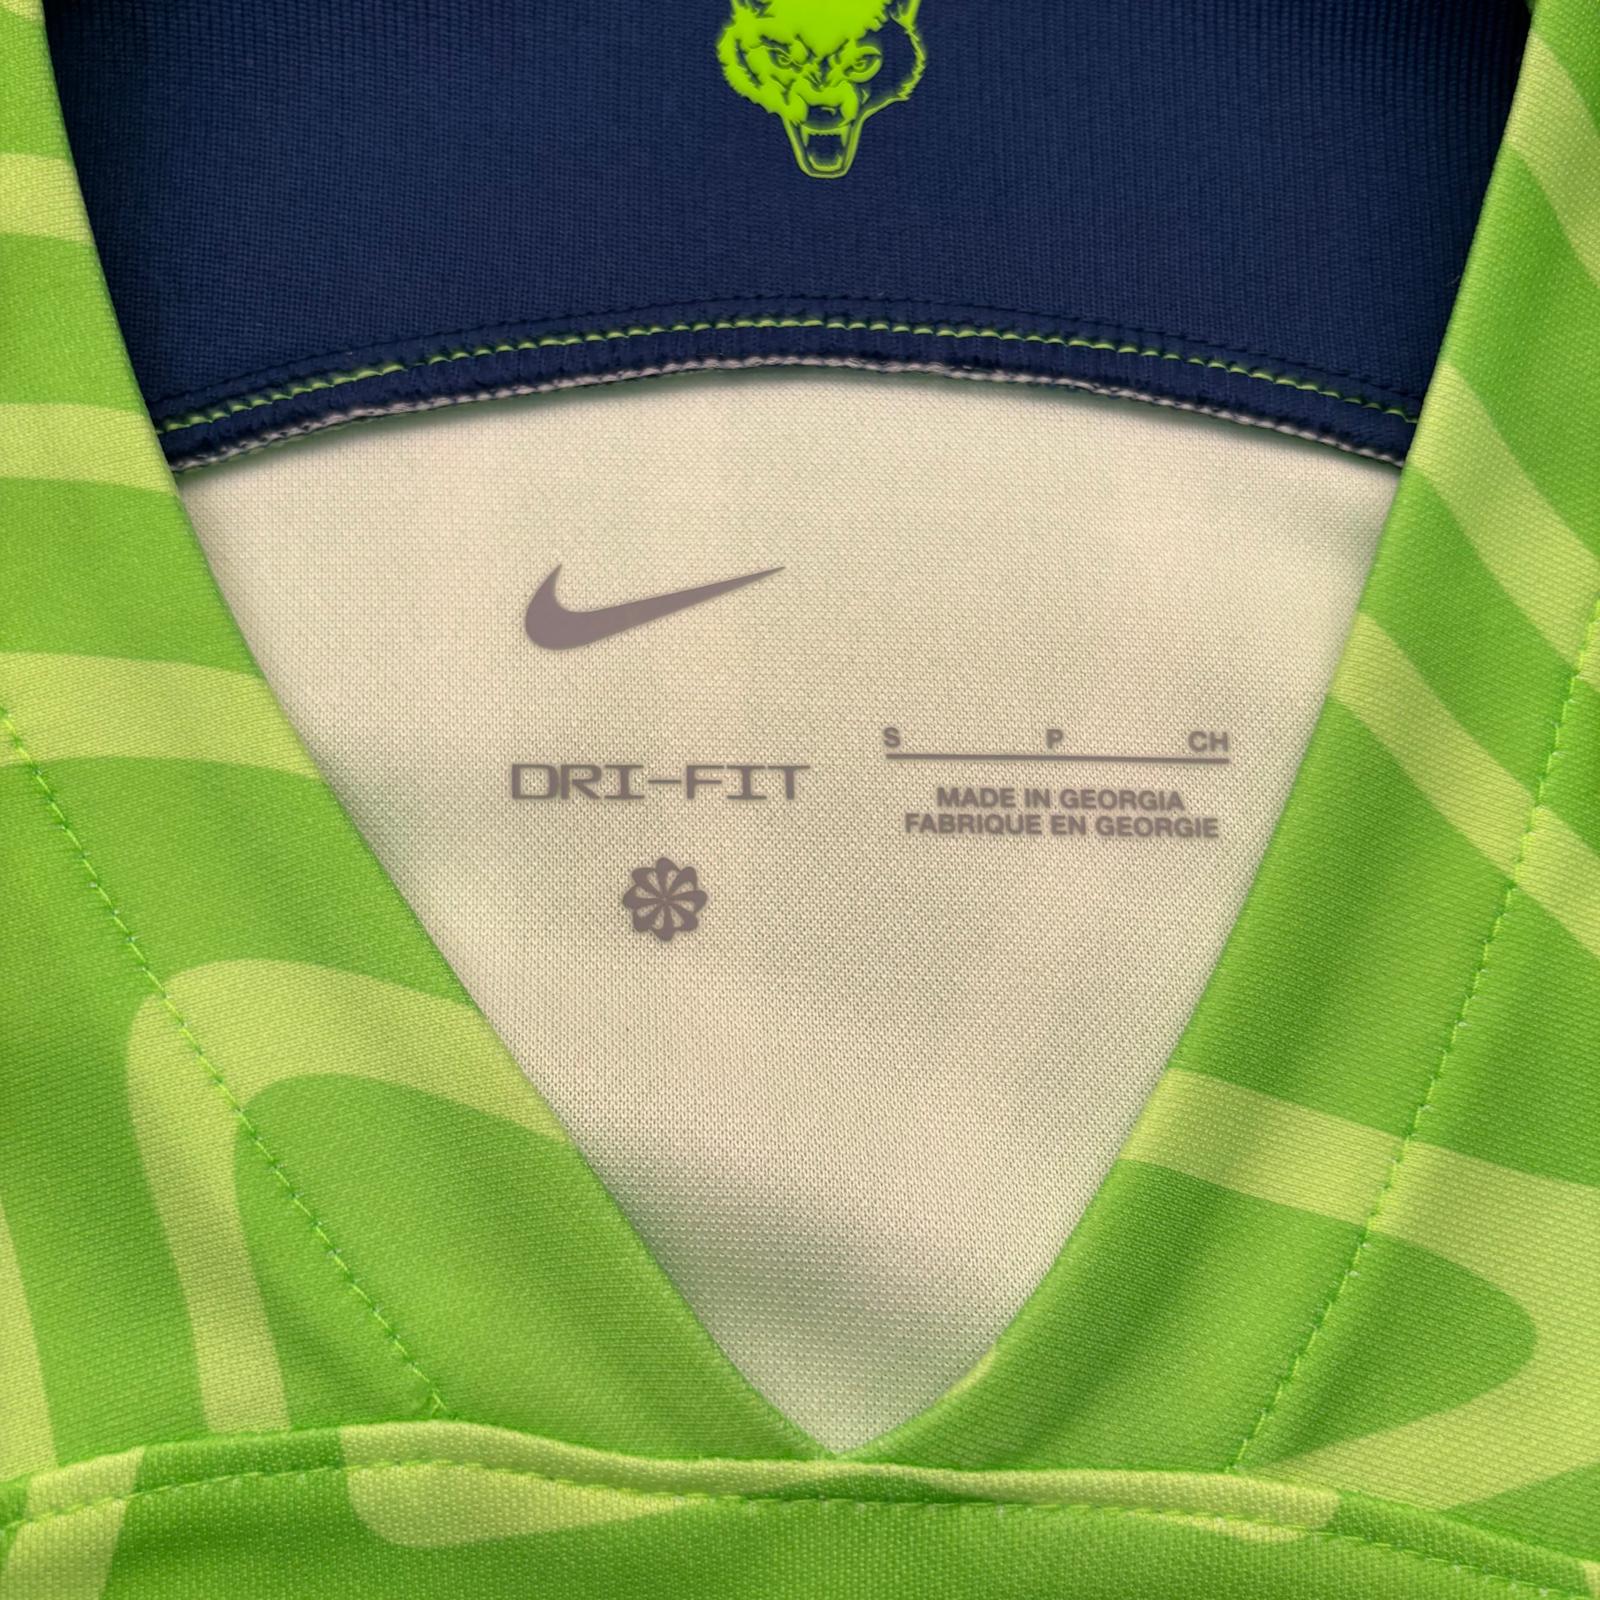 S P CH
DRI-FIT
MADE IN GEORGIA
FABRIQUE EN GEORGIE